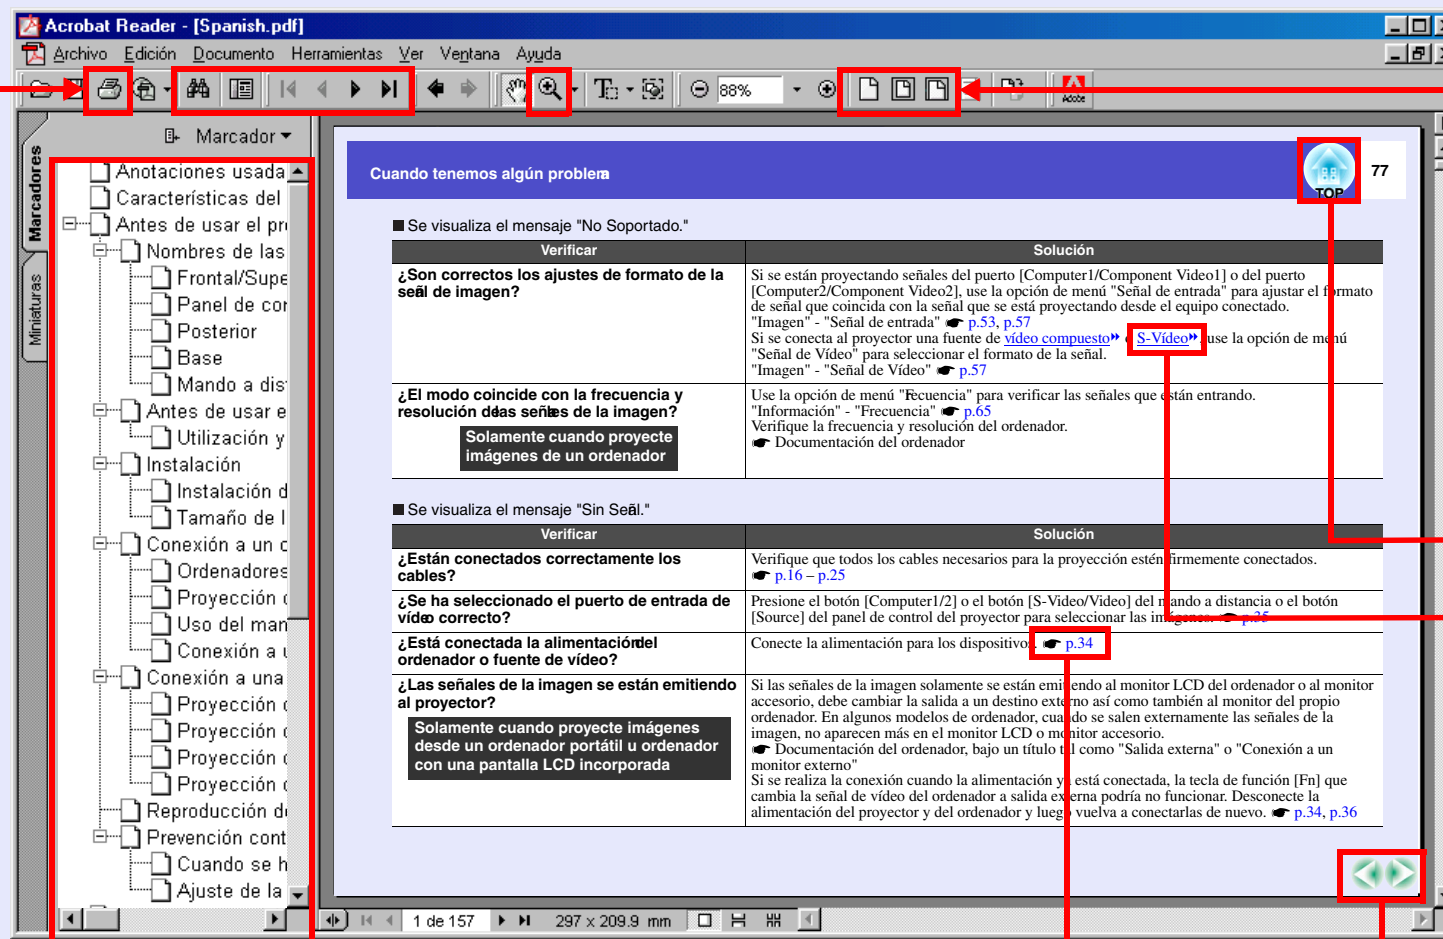 Acrobat Reader - [Spanish.pdf]
Archivo Edición Documento Herramientas Ver Ventana Ayuda
88%
Adobe
Marcadores
Miniaturas
Marcador
Anotaciones usada
Características del
Antes de usar el pr
Nombres de las
Frontal/Supe
Panel de cor
Posterior
Base
Mando a dis
Antes de usar e
Utilización y
Instalación
Instalación d
Tamaño de l
Conexión a un c
Ordenadores
Proyección c
Uso del man
Conexión a u
Conexión a una
Proyección c
Proyección c
Proyección c
Proyección c
Reproducción de
Prevención cont
Cuando se h
Ajuste de la
Cuando tenemos algún problema
TOP
77
Se visualiza el mensaje "No Soportado."
Verificar Solución
¿Son correctos los ajustes de formato de la
señal de imagen?
Si se están proyectando señales del puerto [Computer1/Component Video1] o del puerto
[Computer2/Component Video2], use la opción de menú "Señal de entrada" para ajustar el formato
de señal que coincida con la señal que se está proyectando desde el equipo conectado.
"Imagen" - "Señal de entrada" ☛ p.53, p.57
Si se conecta al proyector una fuente de vídeo compuesto o S-Vídeo, use la opción de menú
"Señal de Vídeo" para seleccionar el formato de la señal.
"Imagen" - "Señal de Vídeo" ☛ p.57
¿El modo coincide con la frecuencia y
resolución de las señales de la imagen?
Solamente cuando proyecte
imágenes de un ordenador
Use la opción de menú "Frecuencia" para verificar las señales que están entrando.
"Información" - "Frecuencia" ☛ p.65
Verifique la frecuencia y resolución del ordenador.
☛ Documentación del ordenador
Se visualiza el mensaje "Sin Señal."
Verificar Solución
¿Están conectados correctamente los
cables?
Verifique que todos los cables necesarios para la proyección estén firmemente conectados.
☛ p.16 – p.25
¿Se ha seleccionado el puerto de entrada de
vídeo correcto?
Presione el botón [Computer1/2] o el botón [S-Video/Video] del mando a distancia o el botón
[Source] del panel de control del proyector para seleccionar las imágenes. ☛ p.35
¿Está conectada la alimentación del
ordenador o fuente de vídeo?
Conecte la alimentación para los dispositivos. ☛ p.34
¿Las señales de la imagen se están emitiendo
al proyector?
Solamente cuando proyecte imágenes
desde un ordenador portátil u ordenador
con una pantalla LCD incorporada
Si las señales de la imagen solamente se están emitiendo al monitor LCD del ordenador o al monitor
accesorio, debe cambiar la salida a un destino externo así como también al monitor del propio
ordenador. En algunos modelos de ordenador, cuando se salen externamente las señales de la
imagen, no aparecen más en el monitor LCD o monitor accesorio.
☛ Documentación del ordenador, bajo un título tal como "Salida externa" o "Conexión a un
monitor externo"
Si se realiza la conexión cuando la alimentación ya está conectada, la tecla de función [Fn] que
cambia la señal de vídeo del ordenador a salida externa podría no funcionar. Desconecte la
alimentación del proyector y del ordenador y luego vuelva a conectarlas de nuevo. ☛ p.34, p.36
1 de 157 297 x 209.9 mm